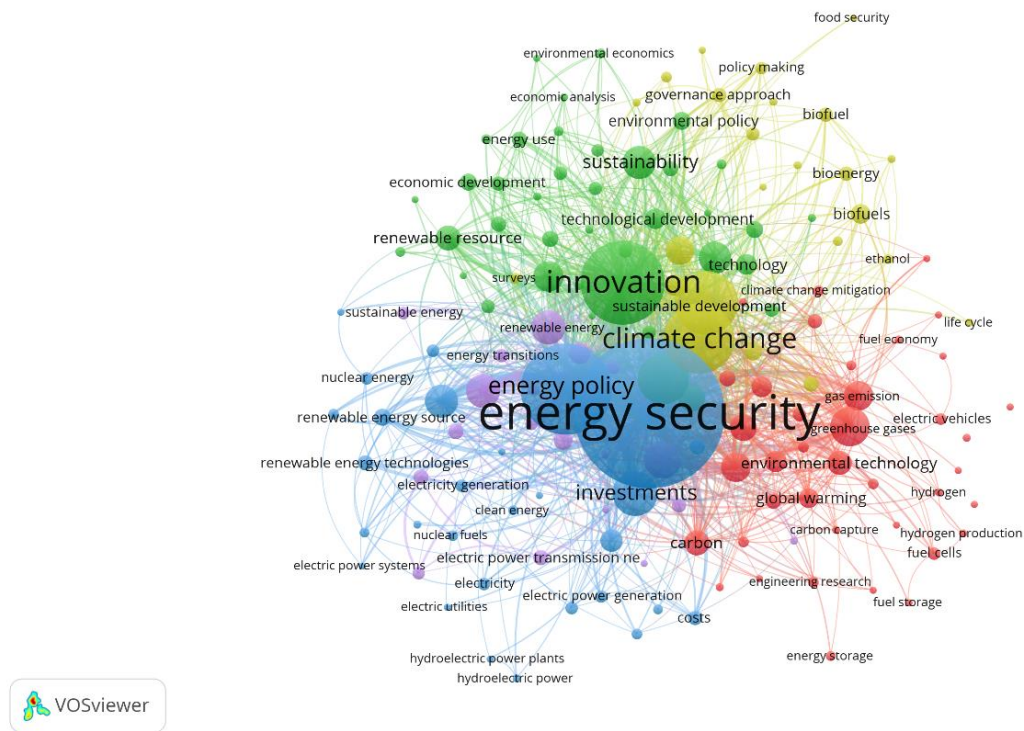 food security
environmental economics
policy making
economic analysis
governance approach
environmental policy
biofuel
energy use
sustainability
bioenergy
economic development
technological development
biofuels
renewable resource
technology
ethanol
surveys
innovation
climate change mitigation
sustainable development
sustainable energy
renewable energy
life cycle
climate change
fuel economy
energy transitions
nuclear energy
energy policy
gas emission
energy security
renewable energy source
electric vehicles
greenhouse gases
renewable energy technologies
environmental technology
electricity generation
investments
global warming
hydrogen
clean energy
nuclear fuels
carbon
carbon capture
hydrogen production
electric power transmission ne
fuel cells
electric power systems
electricity
engineering research
electric power generation
electric utilities
fuel storage
costs
hydroelectric power plants
energy storage
hydroelectric power
VOSviewer